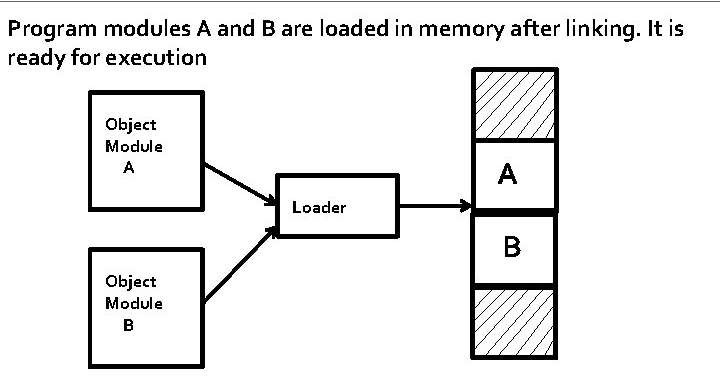 Program modules A and B are loaded in memory after linking. It is
ready for execution
Object
Module
A
Loader
A
B
Object
Module
B